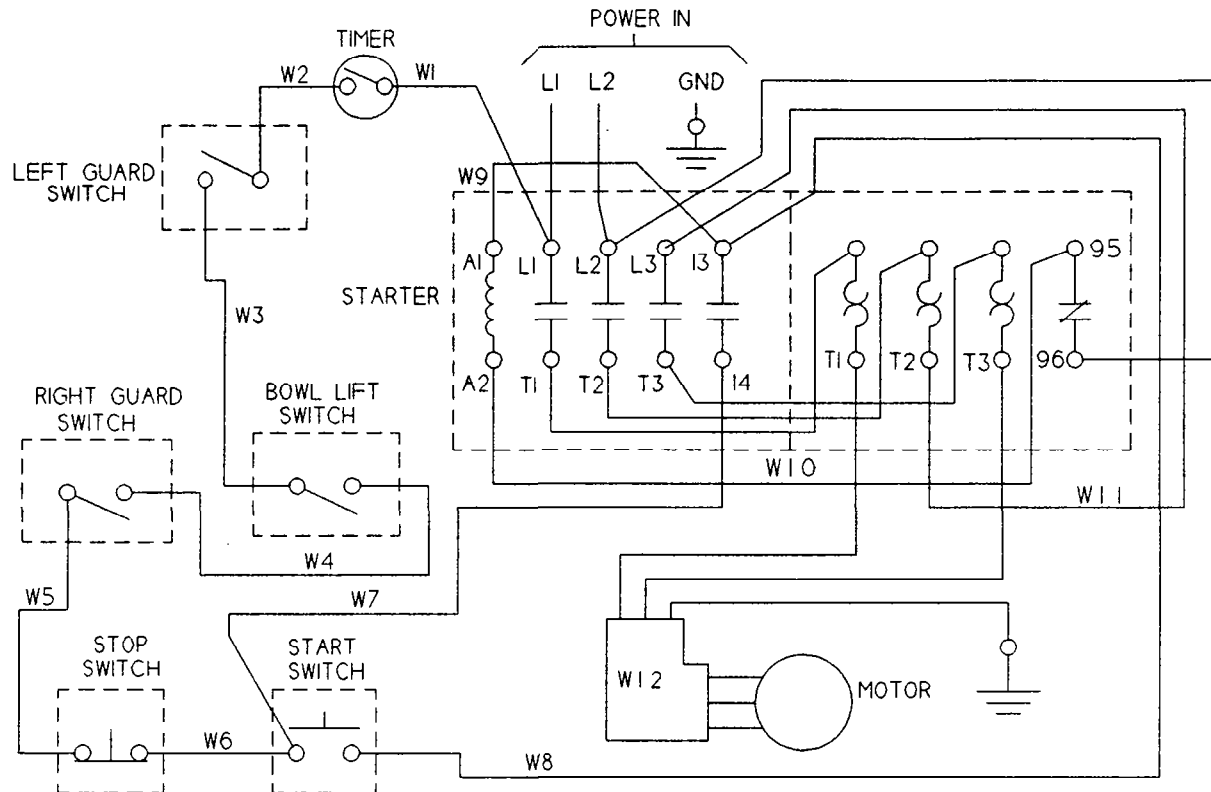 POWER IN
TIMER
W2
W1
L1
L2
GND
LEFT GUARD
SWITCH
W9
A1
L1
L2
L3
13
95
STARTER
W3
A2
T1
T2
T3
14
T1
T2
T3
96
RIGHT GUARD
SWITCH
BOWL LIFT
SWITCH
W10
W11
W4
W5
W7
STOP
SWITCH
START
SWITCH
W12
MOTOR
W6
W8